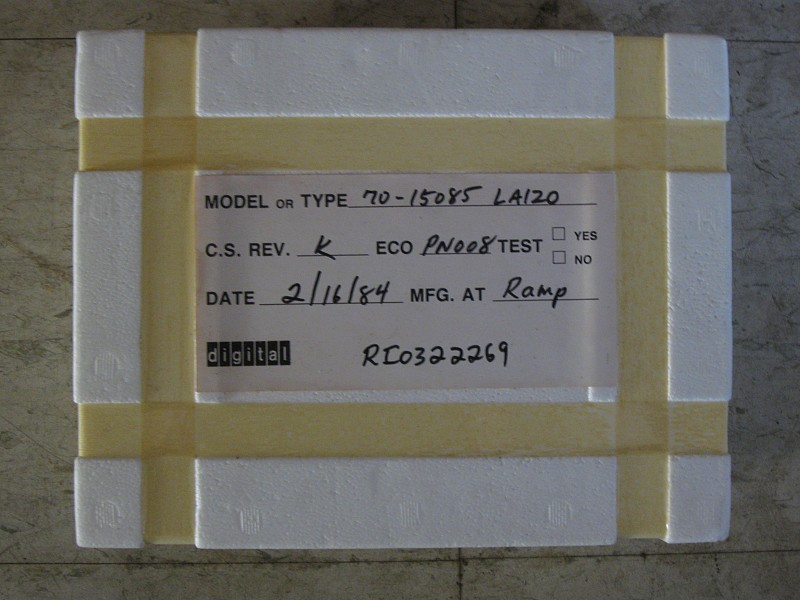 MODEL OR TYPE 70-15085 LA120
C.S. REV. K ECO PN008 TEST YES
NO
DATE 2/16/84 MFG. AT Ramp
digital RI0322269